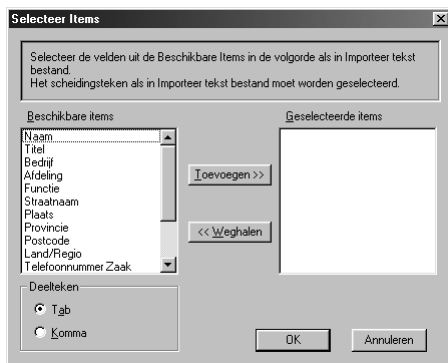 Selecteer Items
Selecteer de velden uit de Beschikbare Items in de volgorde als in Importeer tekst
bestand.
Het scheidingsteken als in Importeer tekst bestand moet worden geselecteerd.
Beschikbare items
Geselecteerde items
Naam
Titel
Bedrijf
Afdeling
Functie
Straatnaam
Plaats
Provincie
Postcode
Land/Regio
Telefoonnummer Zaak
Toevoegen >>
<< Weghalen
Deelteken
Tab
Komma
OK
Annuleren